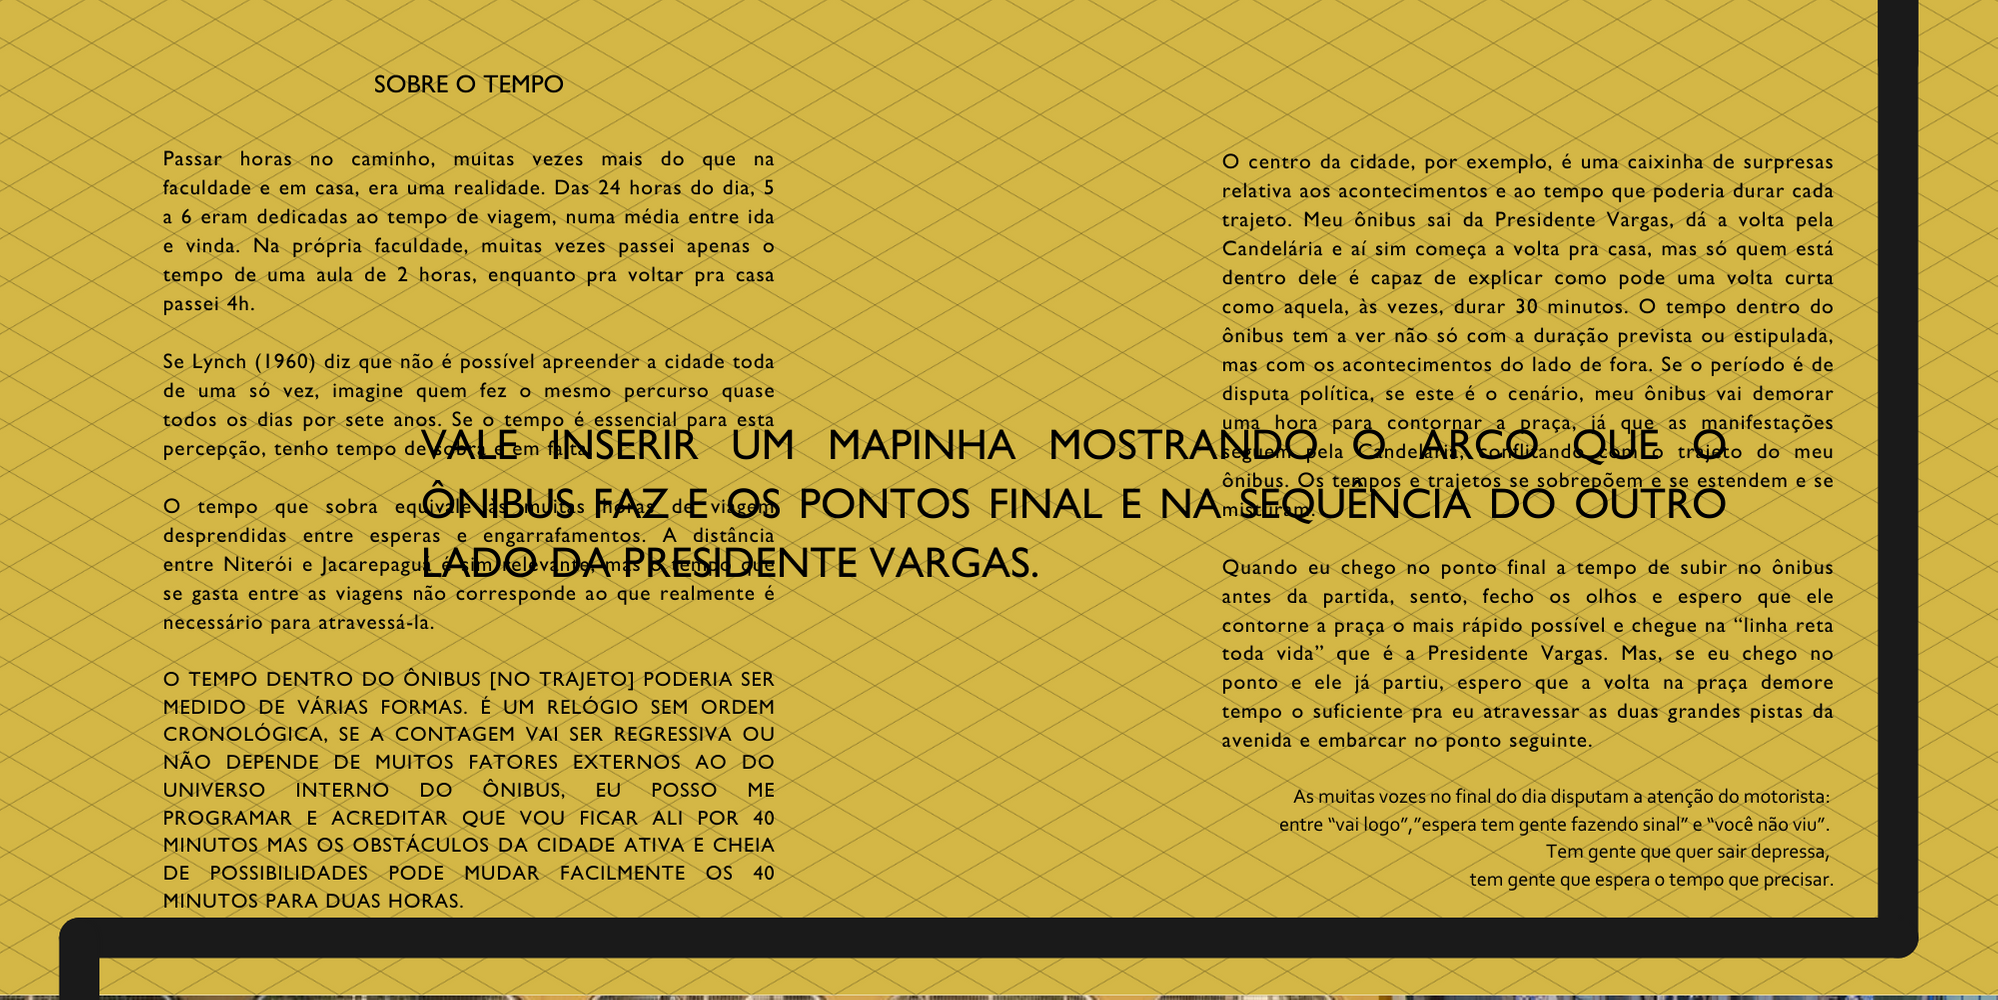 SOBRE O TEMPO
Passar horas no caminho, muitas vezes mais do que na
faculdade e em casa, era uma realidade. Das 24 horas do dia, 5
a 6 eram dedicadas ao tempo de viagem, numa média entre ida
e vinda. Na própria faculdade, muitas vezes passei apenas o
tempo de uma aula de 2 horas, enquanto pra voltar pra casa
passei 4h.
Se Lynch (1960) diz que não é possível apreender a cidade toda
de uma só vez, imagine quem fez o mesmo percurso quase
todos os dias por sete anos. Se o tempo é essencial para esta
percepção, tenho tempo de sobra e em falta.
O tempo que sobra equivale às muitas horas de viagem
desprendidas entre esperas e engarrafamentos. A distância
entre Niterói e Jacarepaguá é sim relevante, mas o tempo que
se gasta entre as viagens não corresponde ao que realmente é
necessário para atravessá-la.
O TEMPO DENTRO DO ÔNIBUS [NO TRAJETO] PODERIA SER
MEDIDO DE VÁRIAS FORMAS. É UM RELÓGIO SEM ORDEM
CRONOLÓGICA, SE A CONTAGEM VAI SER REGRESSIVA OU
NÃO DEPENDE DE MUITOS FATORES EXTERNOS AO DO
UNIVERSO INTERNO DO ÔNIBUS, EU POSSO ME
PROGRAMAR E ACREDITAR QUE VOU FICAR ALI POR 40
MINUTOS MAS OS OBSTÁCULOS DA CIDADE ATIVA E CHEIA
DE POSSIBILIDADES PODE MUDAR FACILMENTE OS 40
MINUTOS PARA DUAS HORAS.
VALE INSERIR UM MAPINHA MOSTRANDO O ARCO QUE O
ÔNIBUS FAZ E OS PONTOS FINAL E NA SEQUÊNCIA DO OUTRO
LADO DA PRESIDENTE VARGAS.
O centro da cidade, por exemplo, é uma caixinha de surpresas
relativa aos acontecimentos e ao tempo que poderia durar cada
trajeto. Meu ônibus sai da Presidente Vargas, dá a volta pela
Candelária e aí sim começa a volta pra casa, mas só quem está
dentro dele é capaz de explicar como pode uma volta curta
como aquela, às vezes, durar 30 minutos. O tempo dentro do
ônibus tem a ver não só com a duração prevista ou estipulada,
mas com os acontecimentos do lado de fora. Se o período é de
disputa política, se este é o cenário, meu ônibus vai demorar
uma hora para contornar a praça, já que as manifestações
seguem pela Candelária, conflitando com o trajeto do meu
ônibus. Os tempos e trajetos se sobrepõem e se estendem e se
misturam.
Quando eu chego no ponto final a tempo de subir no ônibus
antes da partida, sento, fecho os olhos e espero que ele
contorne a praça o mais rápido possível e chegue na “linha reta
toda vida” que é a Presidente Vargas. Mas, se eu chego no
ponto e ele já partiu, espero que a volta na praça demore
tempo o suficiente pra eu atravessar as duas grandes pistas da
avenida e embarcar no ponto seguinte.
As muitas vozes no final do dia disputam a atenção do motorista:
entre “vai logo”,”espera tem gente fazendo sinal” e “você não viu”.
Tem gente que quer sair depressa,
tem gente que espera o tempo que precisar.